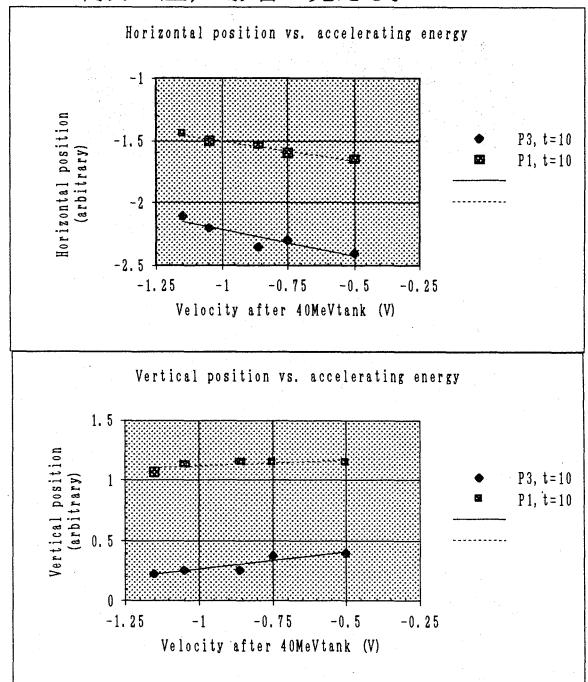 Horizontal position vs. accelerating energy
-1
-1.5
-2
-2.5
Horizontal position
(arbitrary)
-1.25
-1
-0.75
-0.5
-0.25
Velocity after 40MeVtank (V)
P3, t=10
P1, t=10
Vertical position vs. accelerating energy
1.5
1
0.5
0
Vertical position
(arbitrary)
-1.25
-1
-0.75
-0.5
-0.25
Velocity after 40MeVtank (V)
P3, t=10
P1, t=10